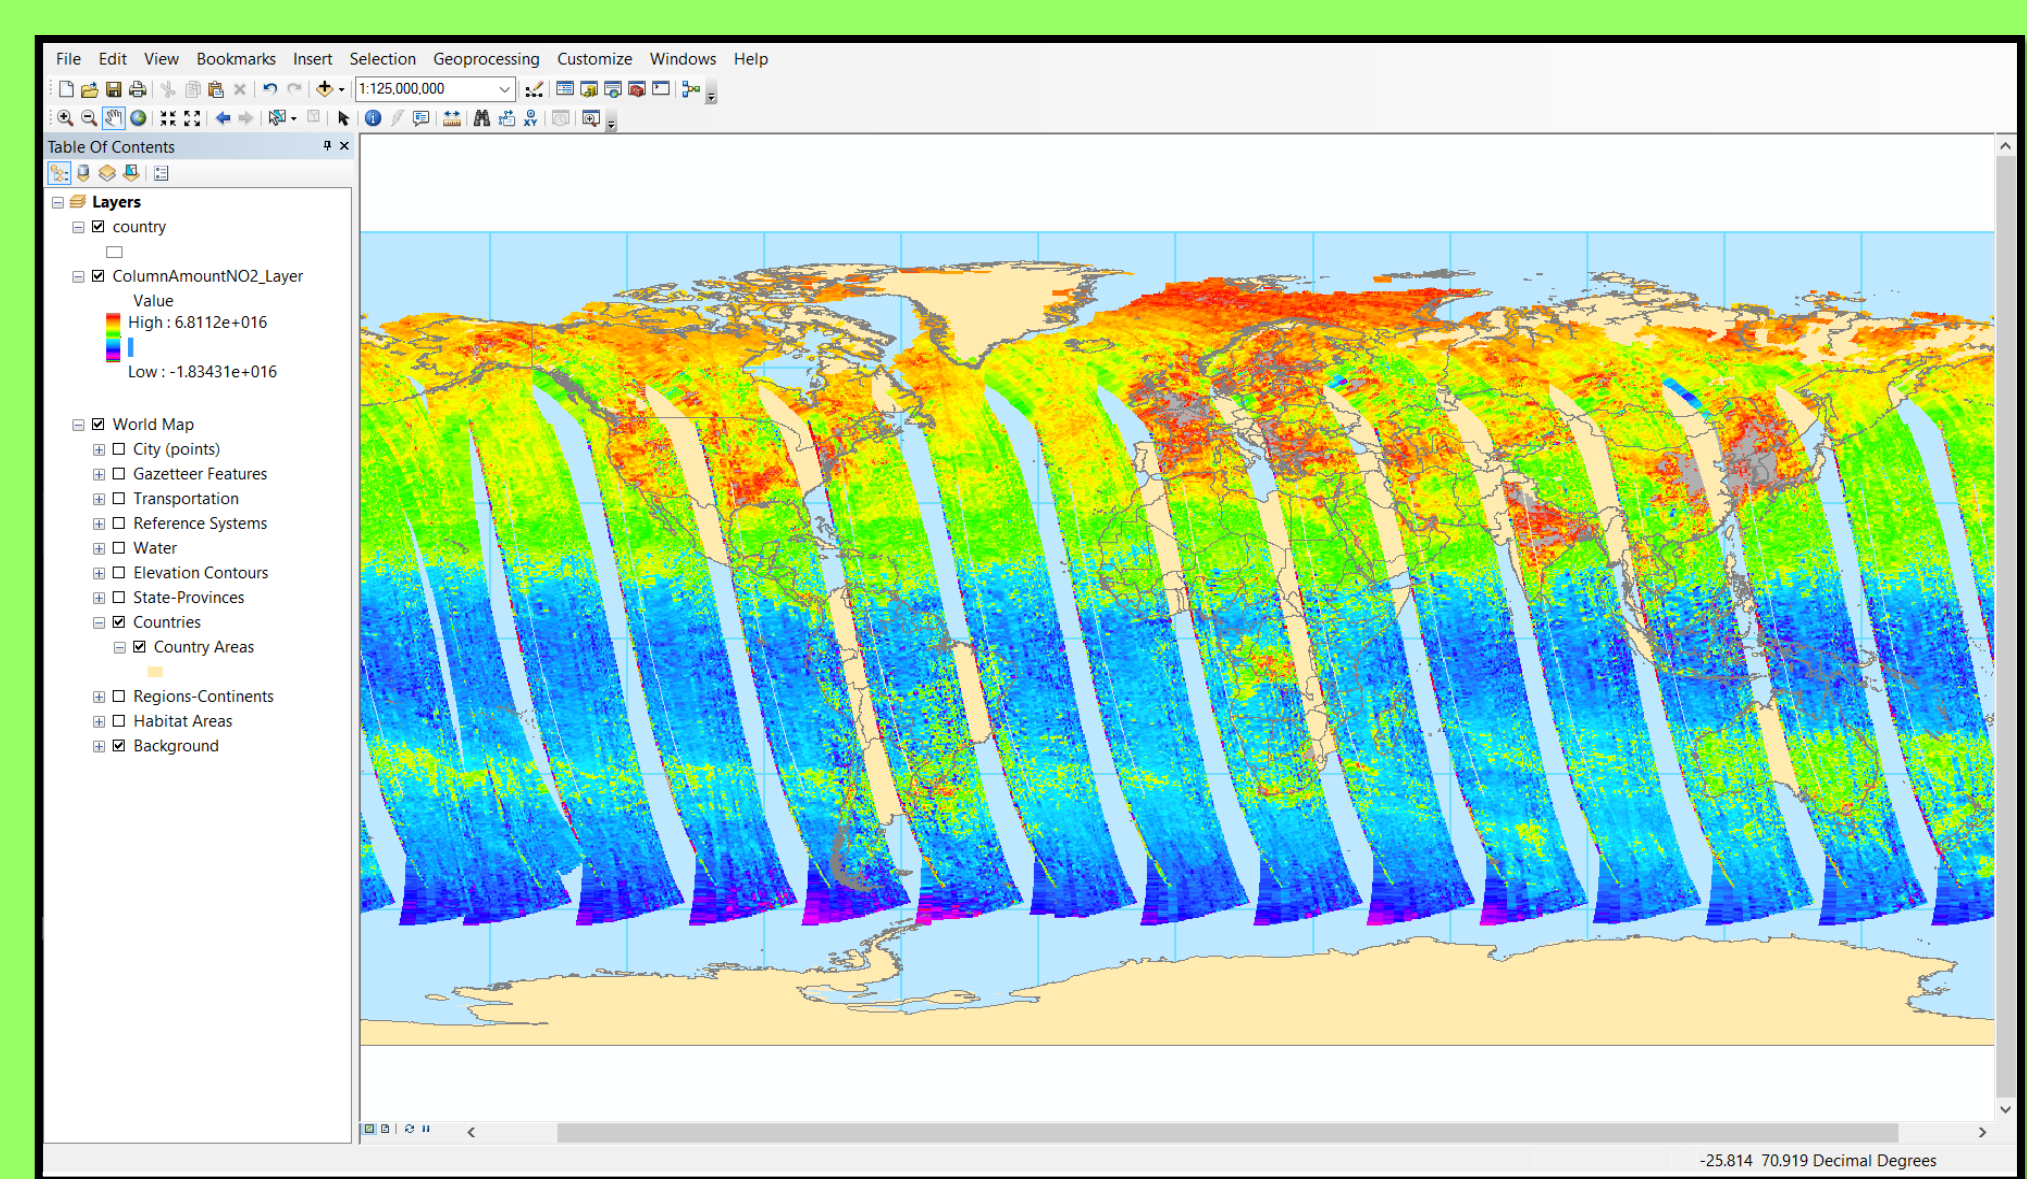 File Edit View Bookmarks Insert Selection Geoprocessing Customize Windows Help
1:125,000,000
Table Of Contents
Layers
country
ColumnAmountNO2_Layer
Value
High : 6.8112e+016
Low : -1.83431e+016
World Map
City (points)
Gazetteer Features
Transportation
Reference Systems
Water
Elevation Contours
State-Provinces
Countries
Country Areas
Regions-Continents
Habitat Areas
Background
-25.814 70.919 Decimal Degrees